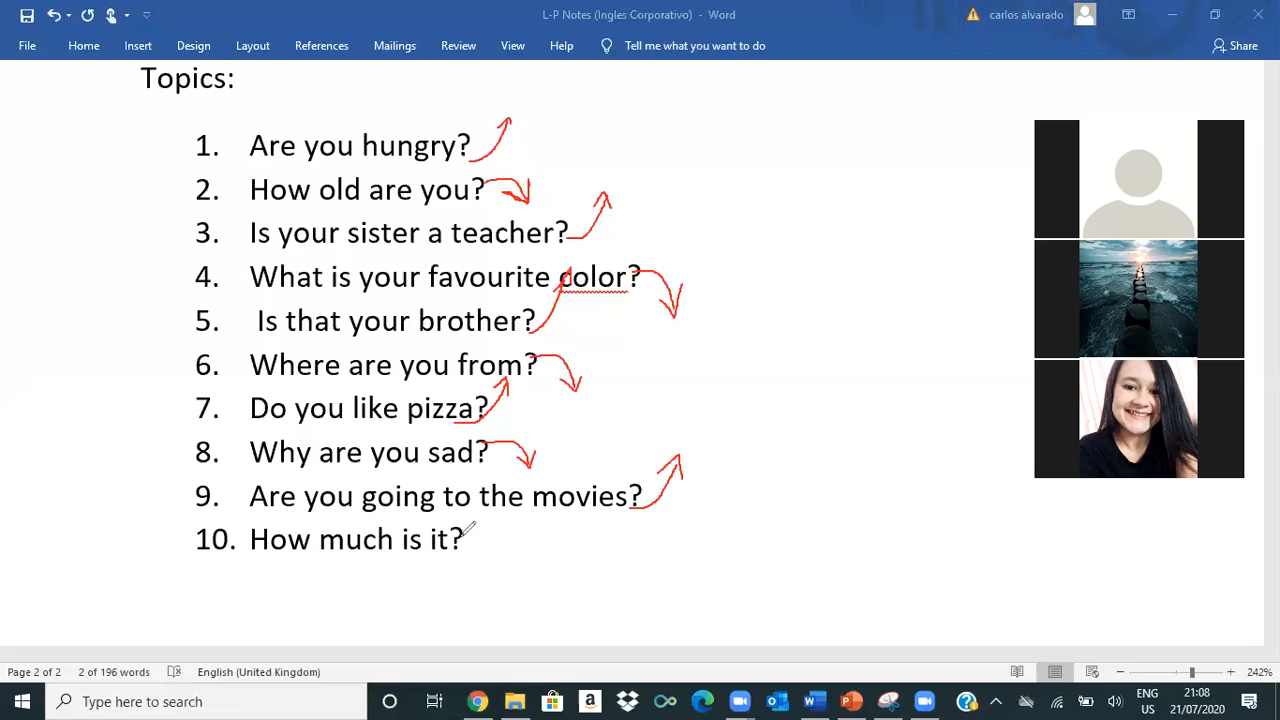 L-P Notes (Ingles Corporativo) - Word
carlos alvarado
File Home Insert Design Layout References Mailings Review View Help Tell me what you want to do Share
Topics:
1. Are you hungry?
2. How old are you?
3. Is your sister a teacher?
4. What is your favourite color?
5. Is that your brother?
6. Where are you from?
7. Do you like pizza?
8. Why are you sad?
9. Are you going to the movies?
10. How much is it?
Page 2 of 2 2 of 196 words English (United Kingdom) 242%
Type here to search
ENG 21:08
US 21/07/2020